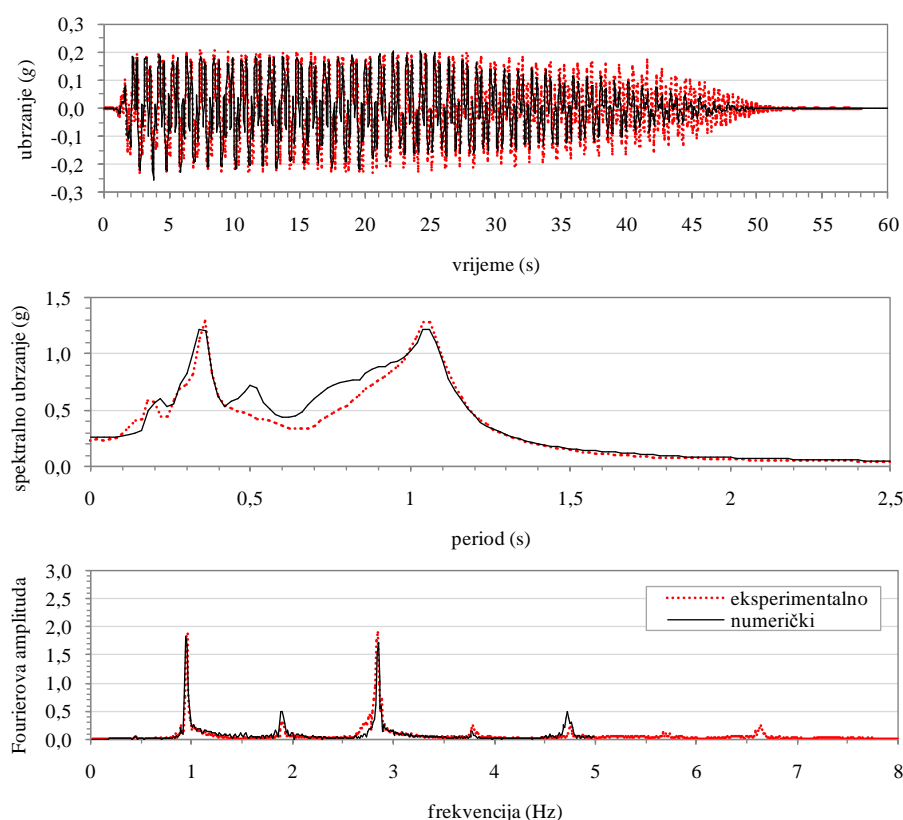 ubrzanje (g)
0,3
0,2
0,1
0,0
-0,1
-0,2
-0,3
0 5 10 15 20 25 30 35 40 45 50 55 60
vrijeme (s)
spektralno ubrzanje (g)
1,5
1,0
0,5
0,0
0 0,5 1 1,5 2 2,5
period (s)
Fourierova amplituda
3,0
2,5
2,0
1,5
1,0
0,5
0,0
eksperimentalno
numerički
0 1 2 3 4 5 6 7 8
frekvencija (Hz)